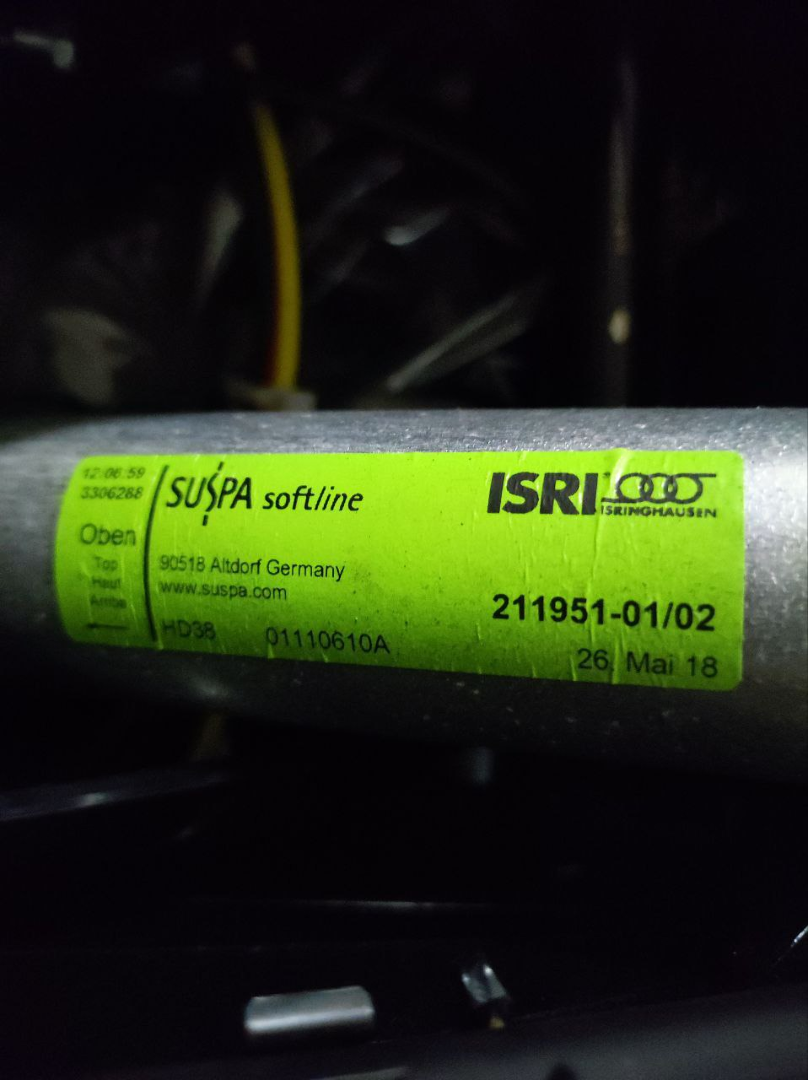 12:06:59
3306288
Oben
Top
Haut
Arriba
SUSPA softline
90518 Altdorf Germany
www.suspa.com
HD38 01110610A
ISRI
ISRINGHAUSEN
211951-01/02
26. Mai 18